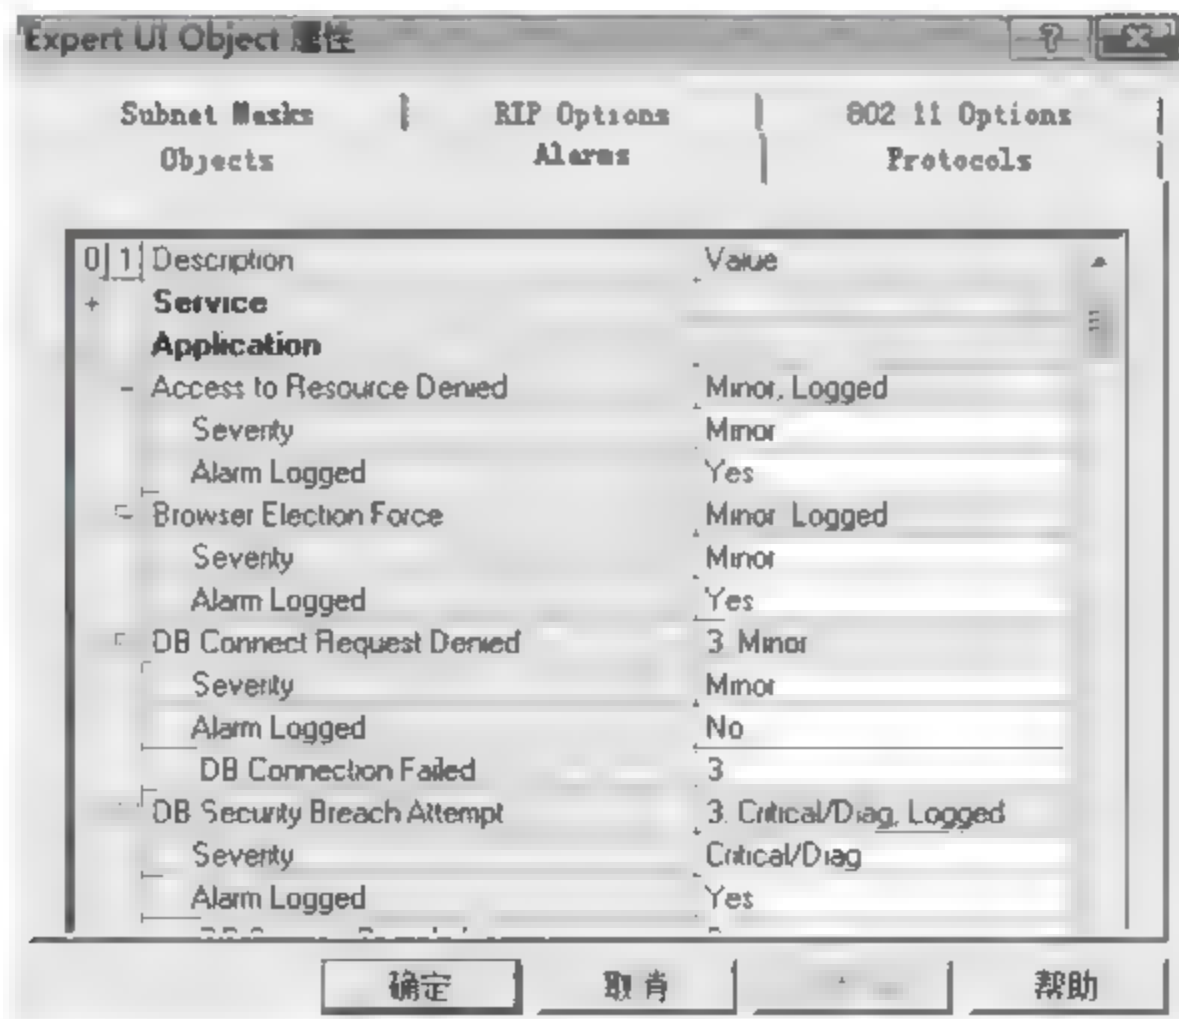 Expert UI Object 属性
Subnet Masks RIP Options 802 11 Options
Objects Alarms Protocols
0 1 Description Value
+ Service
Application
- Access to Resource Denied Minor, Logged
Severity Minor
Alarm Logged Yes
- Browser Election Force Minor Logged
Severity Minor
Alarm Logged Yes
DB Connect Request Denied 3 Minor
Severity Minor
Alarm Logged No
DB Connection Failed 3
DB Security Breach Attempt 3. Critical/Diag, Logged
Severity Critical/Diag
Alarm Logged Yes
确定 取消 帮助